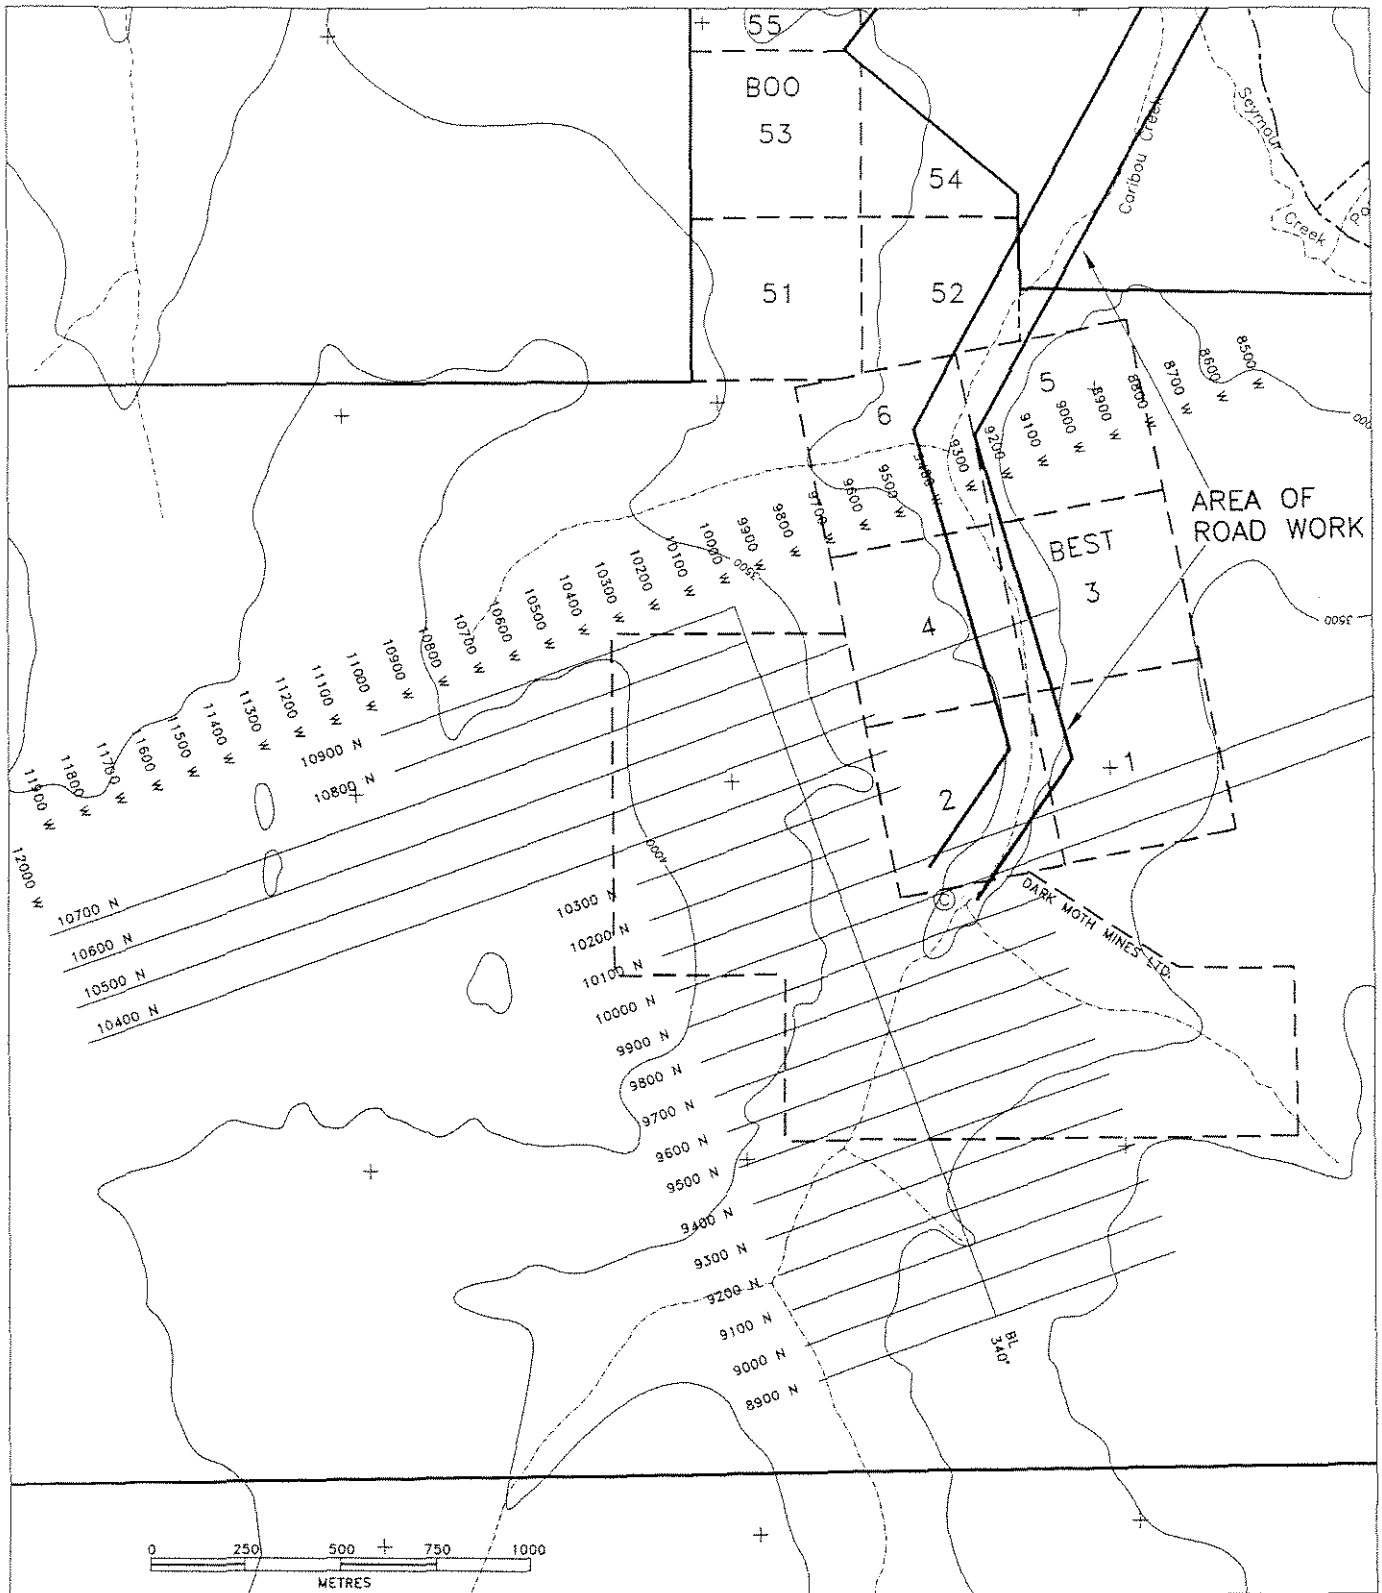 55
BOO
53
54
51
52
Caribou Creek
Seymour
Creek
Po
6
5
8500 W
8600 W
8700 W
8800 W
8900 W
9000 W
9100 W
9200 W
9300 W
9400 W
9500 W
9600 W
9700 W
9800 W
9900 W
10000 W
10100 W
10200 W
10300 W
10400 W
10500 W
10600 W
10700 W
10800 W
10900 W
11000 W
11100 W
11200 W
11300 W
11400 W
11500 W
1600 W
11700 W
11800 W
11900 W
12000 W
000
AREA OF
ROAD WORK
BEST
3
4
3500
3500
1
2
4000
©
DARK MOTH MINES LTD.
10900 N
10800 N
10700 N
10600 N
10500 N
10400 N
10300 N
10200 N
10100 N
10000 N
9900 N
9800 N
9700 N
9600 N
9500 N
9400 N
9300 N
9200 N
9100 N
9000 N
8900 N
BL
340°
0 250 500 750 1000
METRES